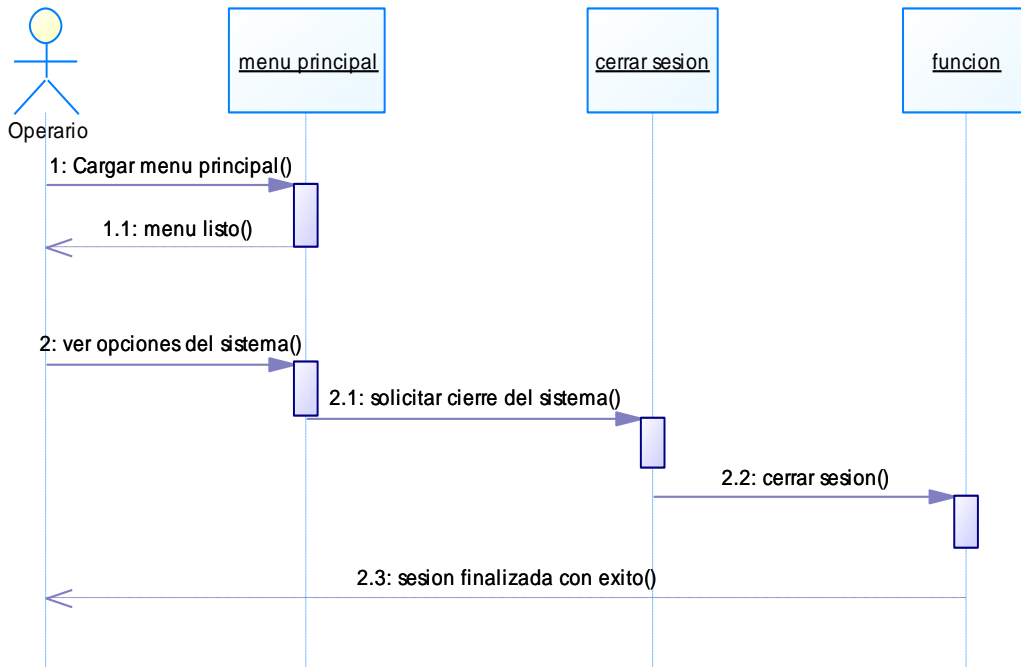 menu principal
cerrar sesion
funcion
Operario
1: Cargar menu principal()
1.1: menu listo()
2: ver opciones del sistema()
2.1: solicitar cierre del sistema()
2.2: cerrar sesion()
2.3: sesion finalizada con exito()